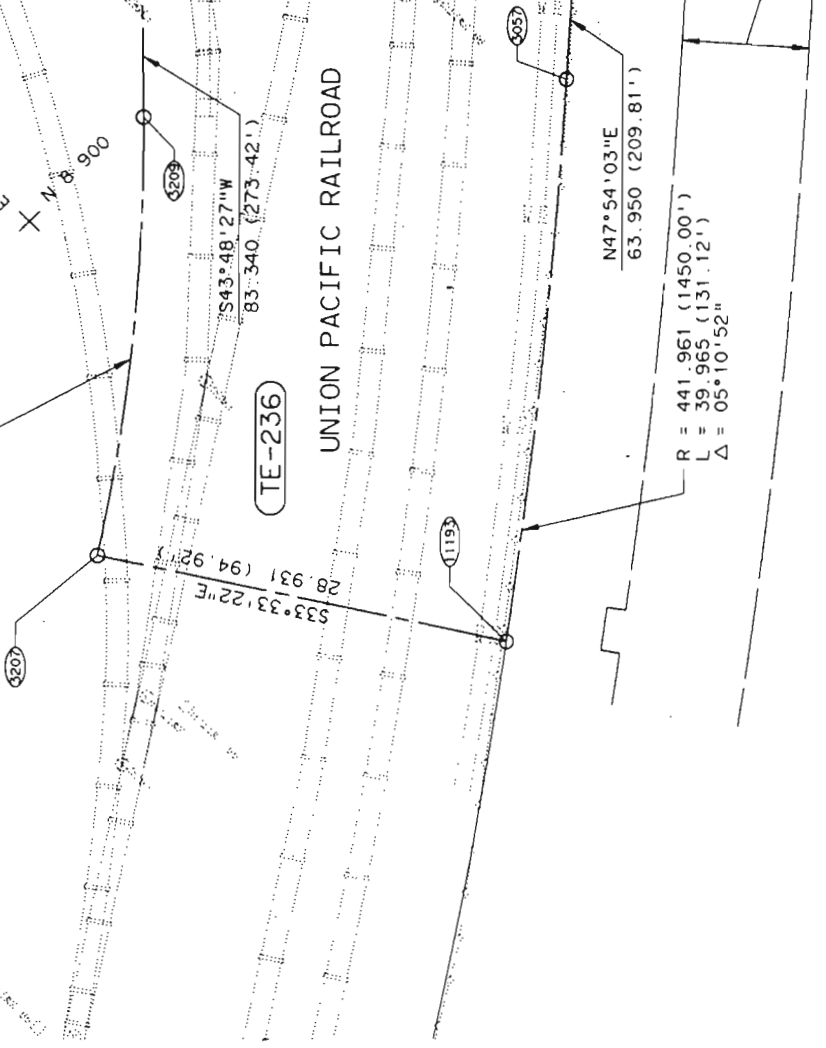 N 8 900
3209
S43°48'27"W
83.340 (273.42')
UNION PACIFIC RAILROAD
TE-236
3207
S33°33'22"E
28.931 (94.92')
11193
3057
N47°54'03"E
63.950 (209.81')
R = 441.961 (1450.00')
L = 39.965 (131.12')
Δ = 05°10'52"